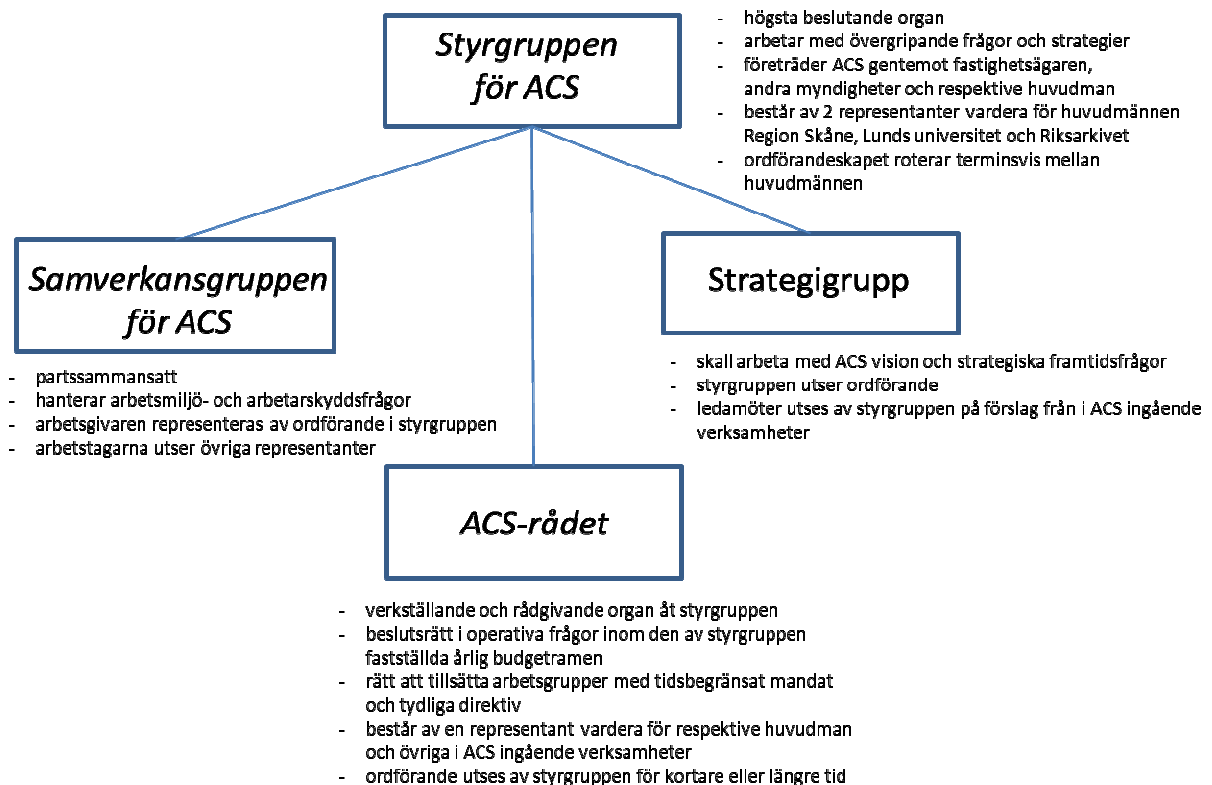 Styrgruppen
för ACS
- högsta beslutande organ
- arbetar med övergripande frågor och strategier
- företräder ACS gentemot fastighetsägaren,
andra myndigheter och respektive huvudman
- består av 2 representanter vardera för huvudmännen
Region Skåne, Lunds universitet och Riksarkivet
- ordförandeskapet roterar terminsvis mellan
huvudmännen
Samverkansgruppen
för ACS
- partssammansatt
- hanterar arbetsmiljö- och arbetarskyddsfrågor
- arbetsgivaren representeras av ordförande i styrgruppen
- arbetstagarna utser övriga representanter
Strategigrupp
- skall arbeta med ACS vision och strategiska framtidsfrågor
- styrgruppen utser ordförande
- ledamöter utses av styrgruppen på förslag från i ACS ingående
verksamheter
ACS-rådet
- verkställande och rådgivande organ åt styrgruppen
- beslutsrätt i operativa frågor inom den av styrgruppen
fastställda årlig budgetramen
- rätt att tillsätta arbetsgrupper med tidsbegränsat mandat
och tydliga direktiv
- består av en representant vardera för respektive huvudman
och övriga i ACS ingående verksamheter
- ordförande utses av styrgruppen för kortare eller längre tid